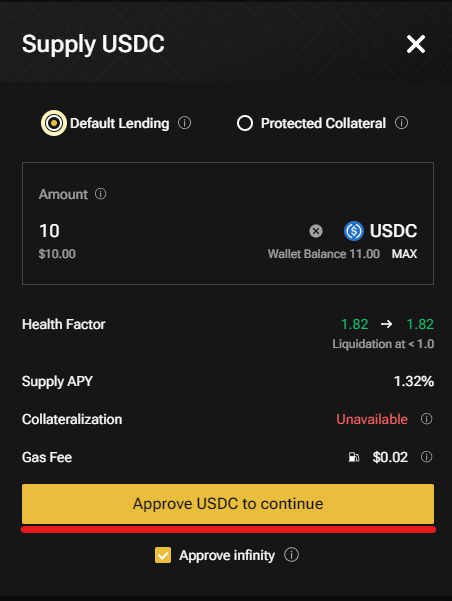 Supply USDC
Default Lending
Protected Collateral
Amount
10
USDC
$10.00
Wallet Balance 11.00 MAX
Health Factor
1.82 → 1.82
Liquidation at < 1.0
Supply APY
1.32%
Collateralization
Unavailable
Gas Fee
$0.02
Approve USDC to continue
Approve infinity